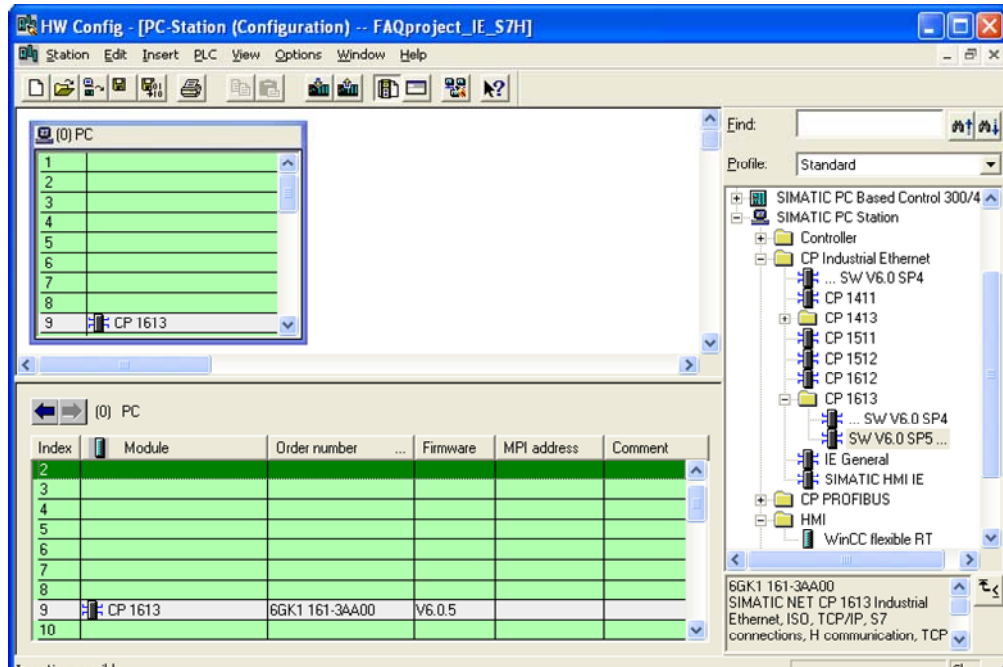 HW Config - [PC-Station (Configuration) -- FAQproject_IE_S7H]
Station Edit Insert PLC View Options Window Help
(0) PC
1
2
3
4
5
6
7
8
9 CP 1613
Find:
Profile: Standard
SIMATIC PC Based Control 300/4
SIMATIC PC Station
Controller
CP Industrial Ethernet
... SW V6.0 SP4
CP 1411
CP 1413
CP 1511
CP 1512
CP 1612
CP 1613
... SW V6.0 SP4
SW V6.0 SP5 ...
IE General
SIMATIC HMI IE
CP PROFIBUS
HMI
WinCC flexible RT
6GK1 161-3AA00
SIMATIC NET CP 1613 Industrial
Ethernet, ISO, TCP/IP, S7
connections, H communication, TCP
(0) PC
Index Module Order number ... Firmware MPI address Comment
2
3
4
5
6
7
8
9 CP 1613 6GK1 161-3AA00 V6.0.5
10